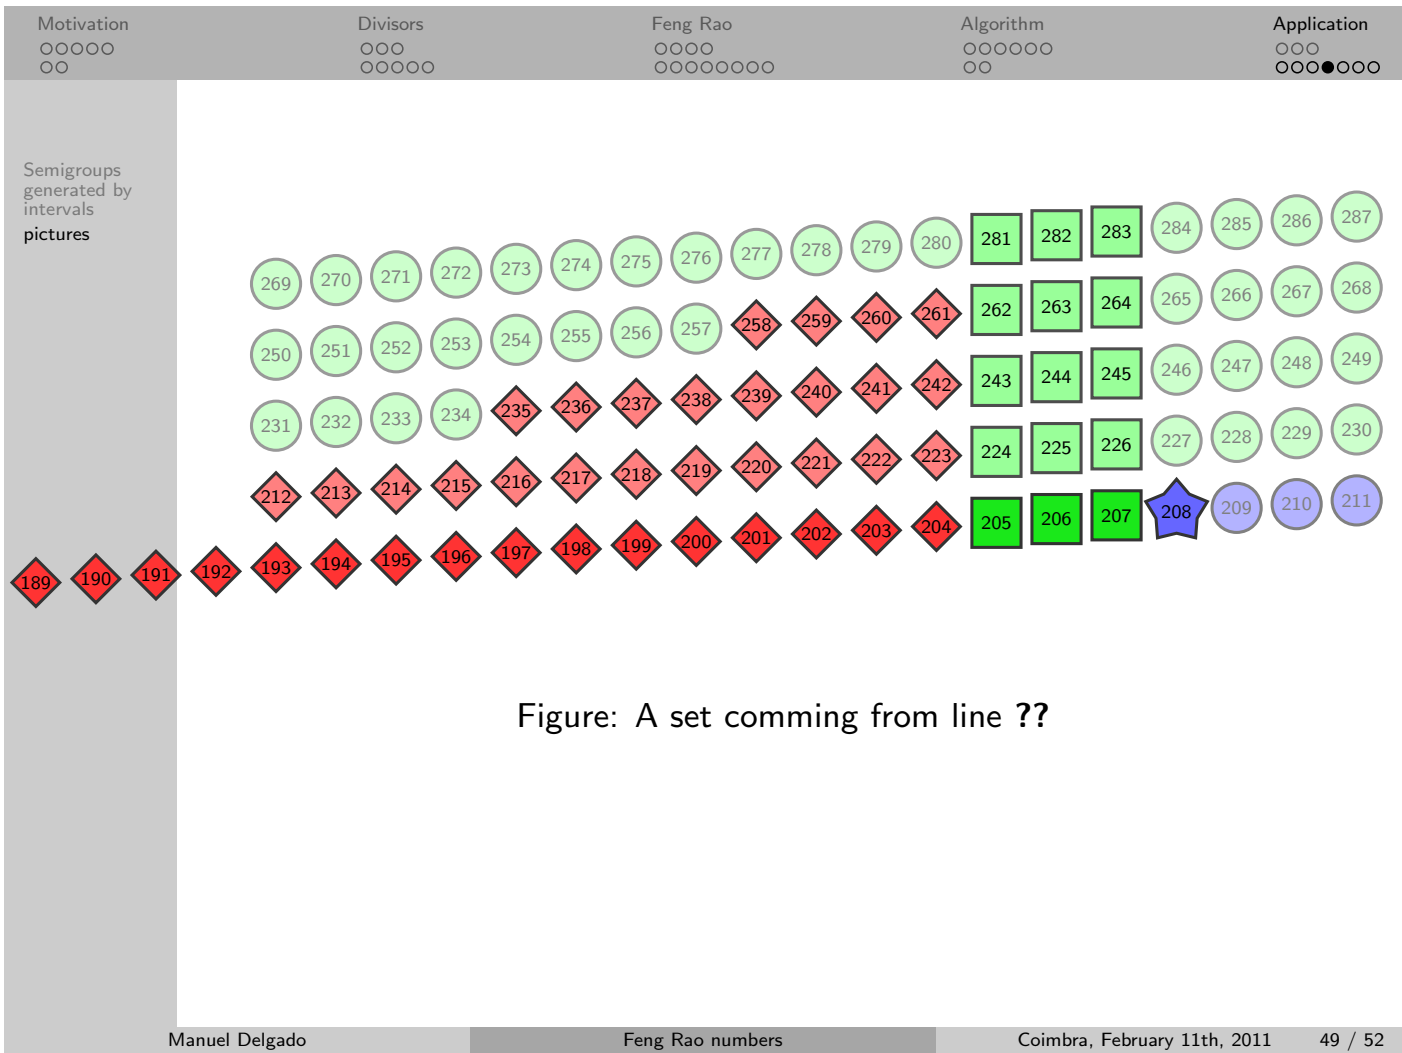 Motivation Divisors Feng Rao Algorithm Application
Semigroups
generated by
intervals
pictures
269 270 271 272 273 274 275 276 277 278 279 280 281 282 283 284 285 286 287
250 251 252 253 254 255 256 257 258 259 260 261 262 263 264 265 266 267 268
231 232 233 234 235 236 237 238 239 240 241 242 243 244 245 246 247 248 249
212 213 214 215 216 217 218 219 220 221 222 223 224 225 226 227 228 229 230
189 190 191 192 193 194 195 196 197 198 199 200 201 202 203 204 205 206 207 208 209 210 211
Figure: A set comming from line ??
Manuel Delgado Feng Rao numbers Coimbra, February 11th, 2011 49 / 52